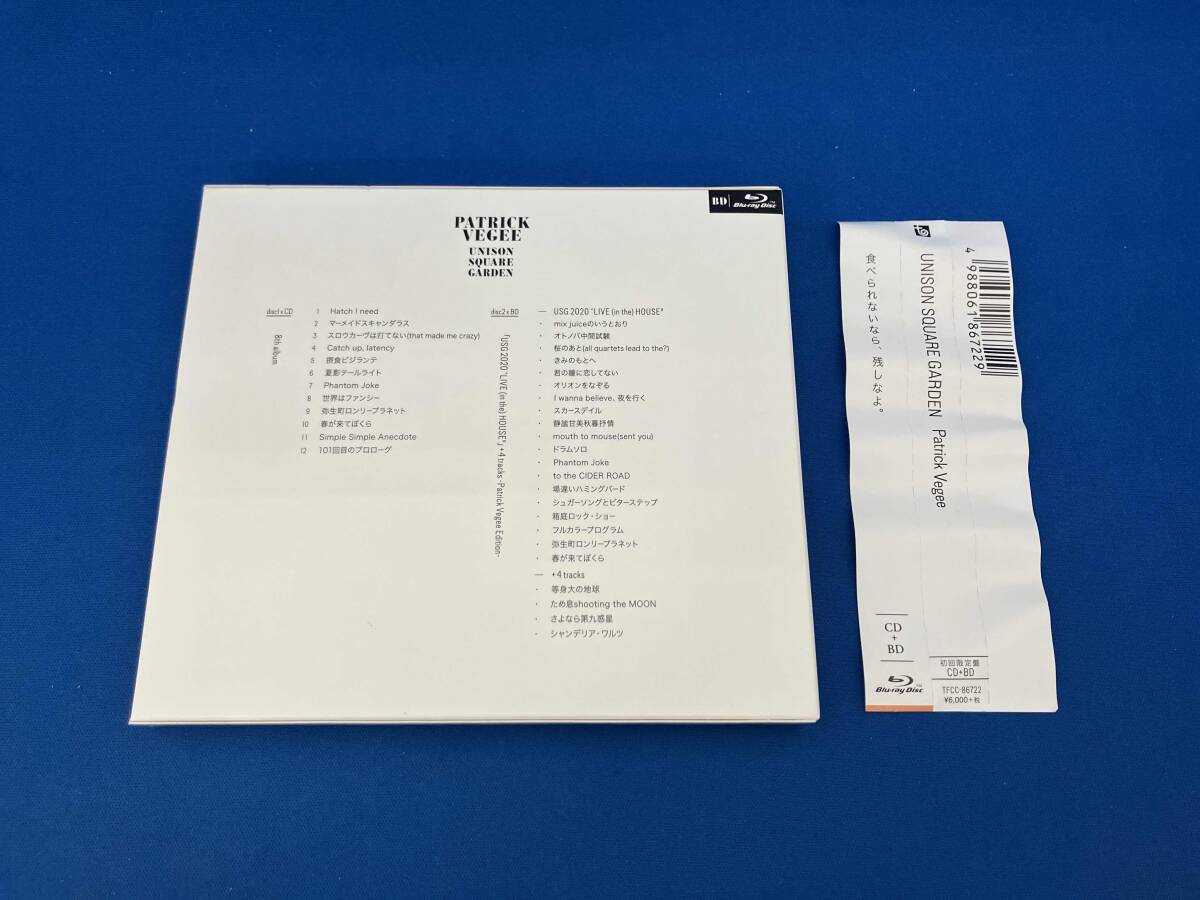 BD
Blu-ray Disc
PATRICK
VEGEE
UNISON
SQUARE
GARDEN
disc1 x CD
8th album
1 Hatch I need
2 マーメイドスキャンダラス
3 スロウカーヴは打てない(that made me crazy)
4 Catch up, latency
5 摂食ビジランテ
6 夏影テールライト
7 Phantom Joke
8 世界はファンシー
9 弥生町ロンリープラネット
10 春が来てぼくら
11 Simple Simple Anecdote
12 101回目のプロローグ
disc2 x BD
「USG 2020 "LIVE (in the) HOUSE"」+4 tracks -Patrick Vegee Edition-
— USG 2020 "LIVE (in the) HOUSE"
・ mix juiceのいうとおり
・ オトノバ中間試験
・ 桜のあと(all quartets lead to the?)
・ きみのもとへ
・ 君の瞳に恋してない
・ オリオンをなぞる
・ I wanna believe、夜を行く
・ スカースデイル
・ 静謐甘美秋暮抒情
・ mouth to mouse(sent you)
・ ドラムソロ
・ Phantom Joke
・ to the CIDER ROAD
・ 場違いハミングバード
・ シュガーソングとビターステップ
・ 箱庭ロック・ショー
・ フルカラープログラム
・ 弥生町ロンリープラネット
・ 春が来てぼくら
— +4 tracks
・ 等身大の地球
・ ため息shooting the MOON
・ さよなら第九惑星
・ シャンデリア・ワルツ
4 988061 867229
UNISON SQUARE GARDEN Patrick Vegee
食べられないなら、残しなよ。
CD
+
BD
Blu-ray Disc
初回限定盤
CD+BD
TFCC-86722
¥6,000+税